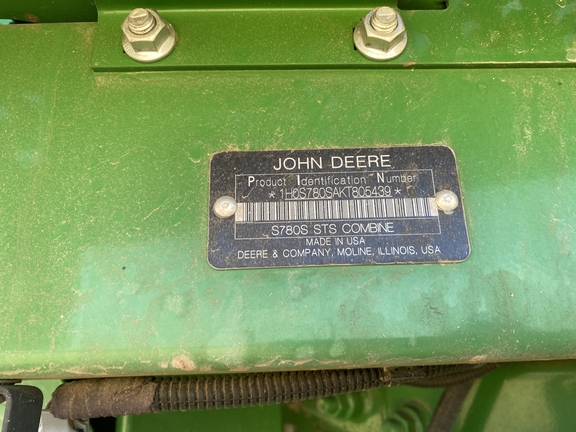 JOHN DEERE
Product Identification Number
*1H0S780SAKT805439*
S780S STS COMBINE
MADE IN USA
DEERE & COMPANY, MOLINE, ILLINOIS, USA